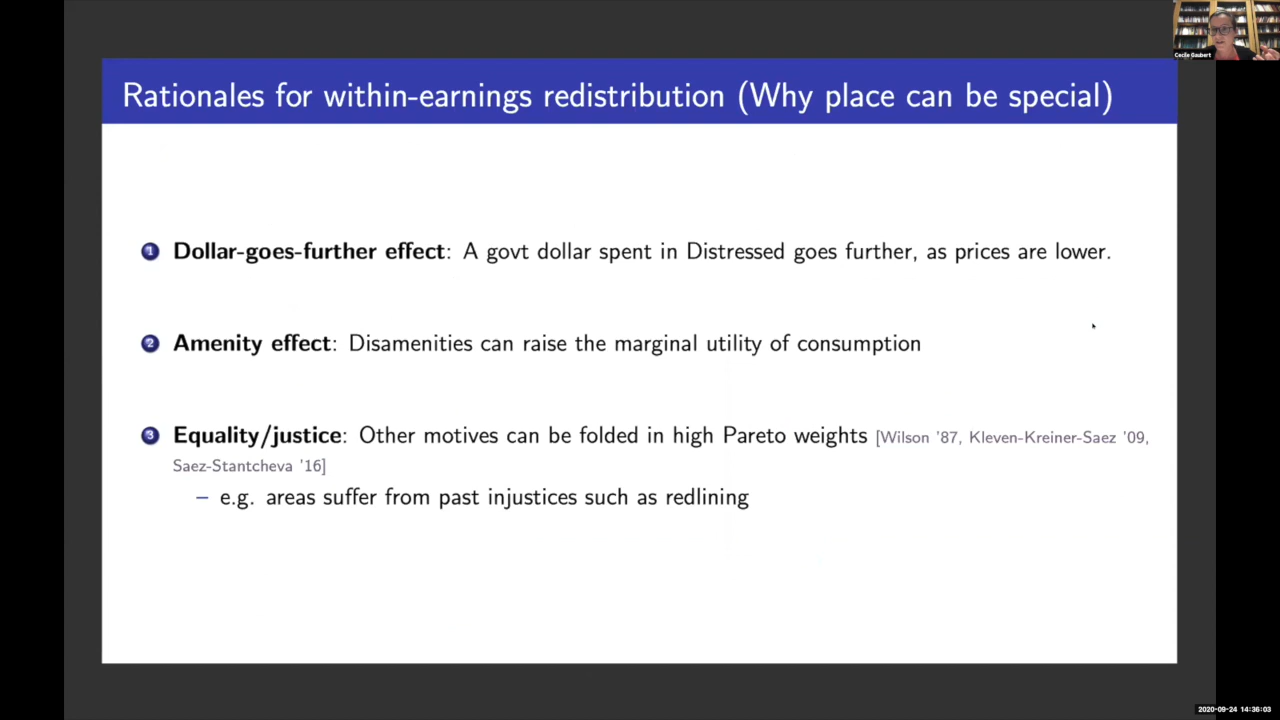 Cecile Gaubert
Rationales for within-earnings redistribution (Why place can be special)
1 Dollar-goes-further effect: A govt dollar spent in Distressed goes further, as prices are lower.
2 Amenity effect: Disamenities can raise the marginal utility of consumption
3 Equality/justice: Other motives can be folded in high Pareto weights [Wilson '87, Kleven-Kreiner-Saez '09,
Saez-Stantcheva '16]
– e.g. areas suffer from past injustices such as redlining
2020-09-24 14:36:03